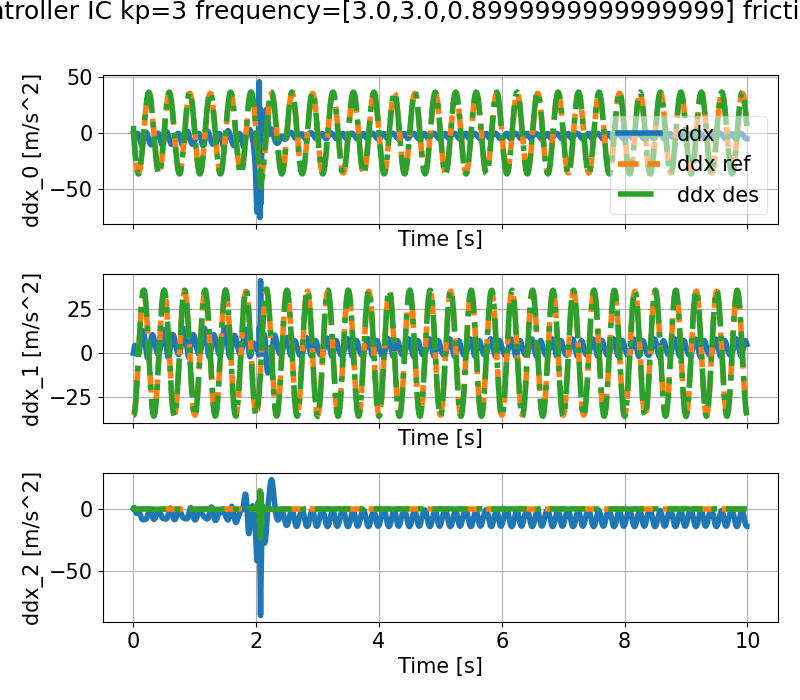 ntroller IC kp=3 frequency=[3.0,3.0,0.8999999999999999] fricti
50
0
−50
ddx_0 [m/s^2]
ddx
ddx ref
ddx des
Time [s]
25
0
−25
ddx_1 [m/s^2]
Time [s]
0
−50
ddx_2 [m/s^2]
0 2 4 6 8 10
Time [s]